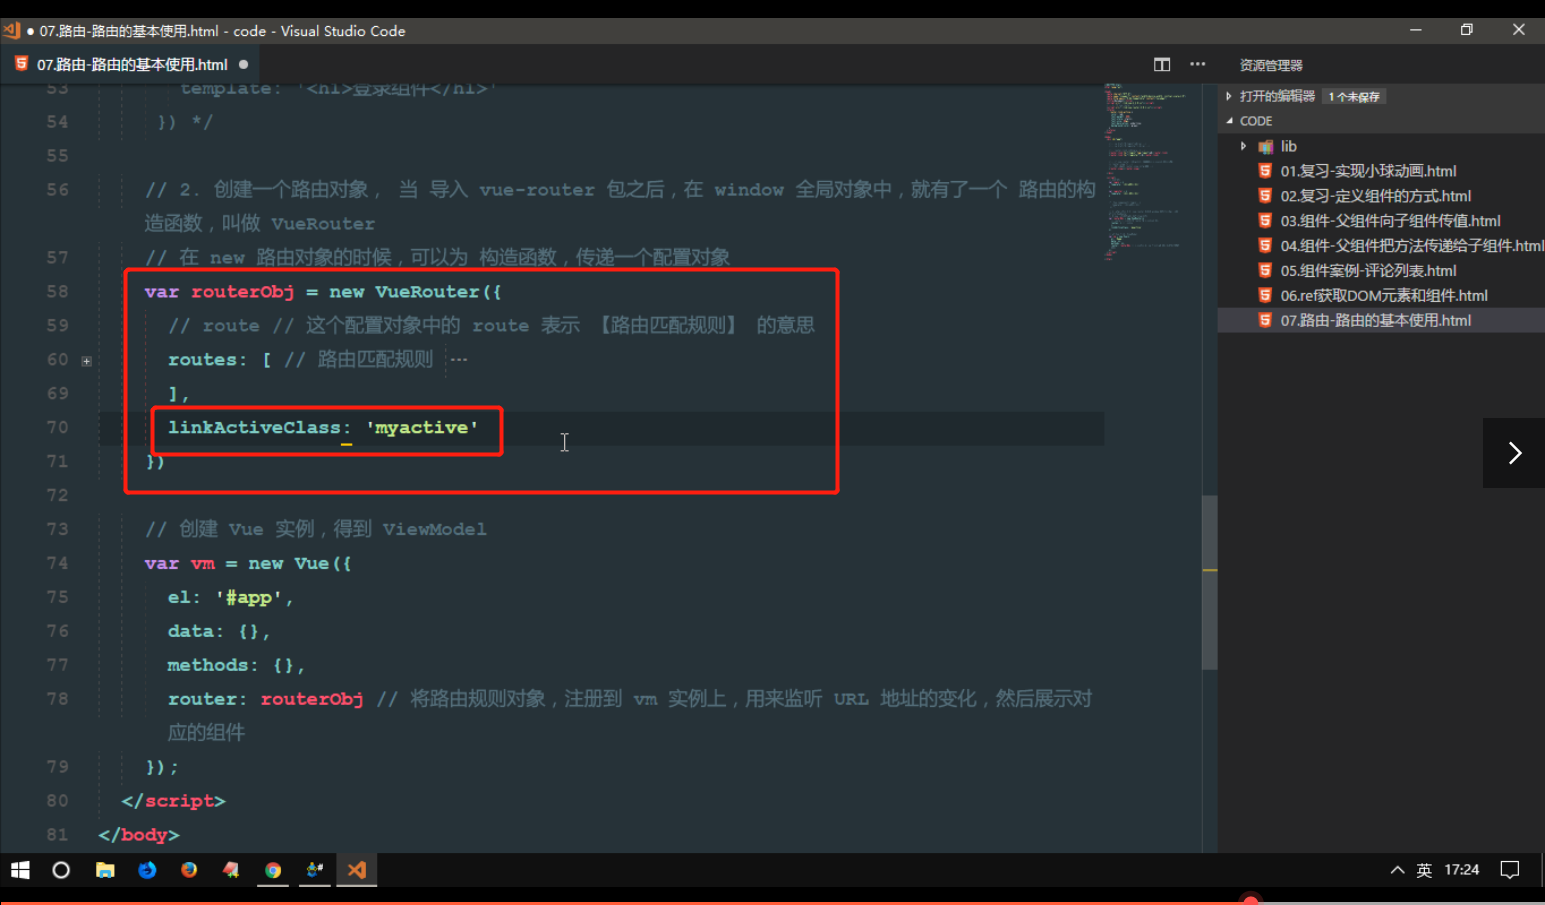 07.路由-路由的基本使用.html - code - Visual Studio Code
07.路由-路由的基本使用.html
资源管理器
53 template: '<h1>登录组件</h1>'
54 }) */
55
56 // 2. 创建一个路由对象， 当 导入 vue-router 包之后，在 window 全局对象中，就有了一个 路由的构
造函数，叫做 VueRouter
57 // 在 new 路由对象的时候，可以为 构造函数，传递一个配置对象
58 var routerObj = new VueRouter({
59 // route // 这个配置对象中的 route 表示 【路由匹配规则】 的意思
60 routes: [ // 路由匹配规则 ...
69 ],
70 linkActiveClass: 'myactive'
71 })
72
73 // 创建 Vue 实例，得到 ViewModel
74 var vm = new Vue({
75 el: '#app',
76 data: {},
77 methods: {},
78 router: routerObj // 将路由规则对象，注册到 vm 实例上，用来监听 URL 地址的变化，然后展示对
应的组件
79 });
80 </script>
81 </body>
打开的编辑器 1 个未保存
CODE
lib
01.复习-实现小球动画.html
02.复习-定义组件的方式.html
03.组件-父组件向子组件传值.html
04.组件-父组件把方法传递给子组件.html
05.组件案例-评论列表.html
06.ref获取DOM元素和组件.html
07.路由-路由的基本使用.html
英 17:24